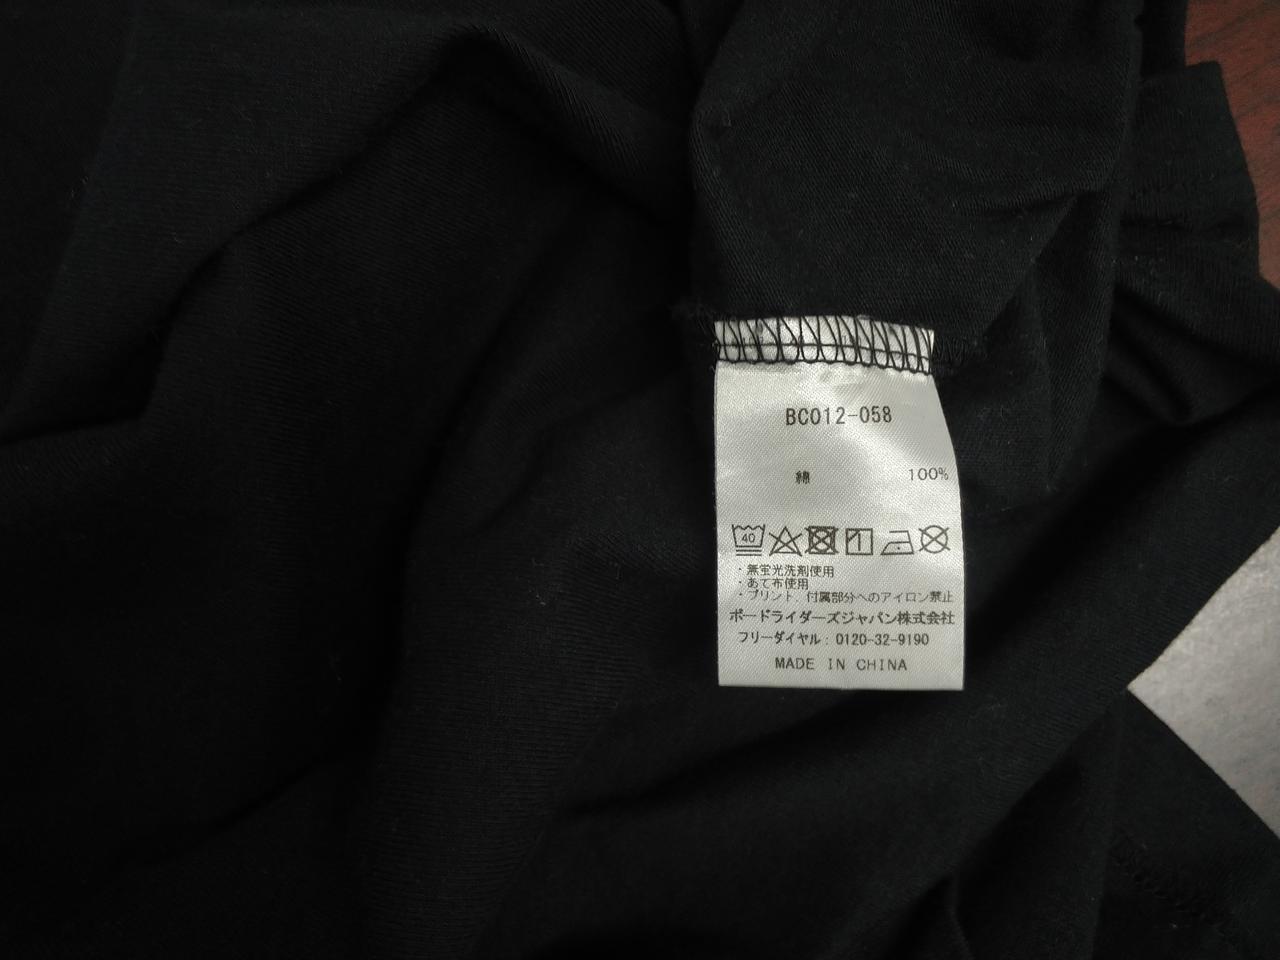 BC012-058
綿 100%
40
・無蛍光洗剤使用
・あて布使用
・プリント、付属部分へのアイロン禁止
ボードライダーズジャパン株式会社
フリーダイヤル：0120-32-9190
MADE IN CHINA